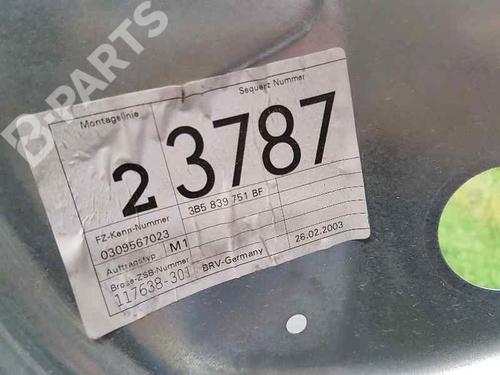 B-PARTS
Montagelinie
Sequenz Nummer
2 3787
FZ-Kenn-Nummer
0309567023
3B5 839 751 BF
Auftragstyp M1
26.02.2003
Brose-ZSB-Nummer
117638-301
BRV-Germany